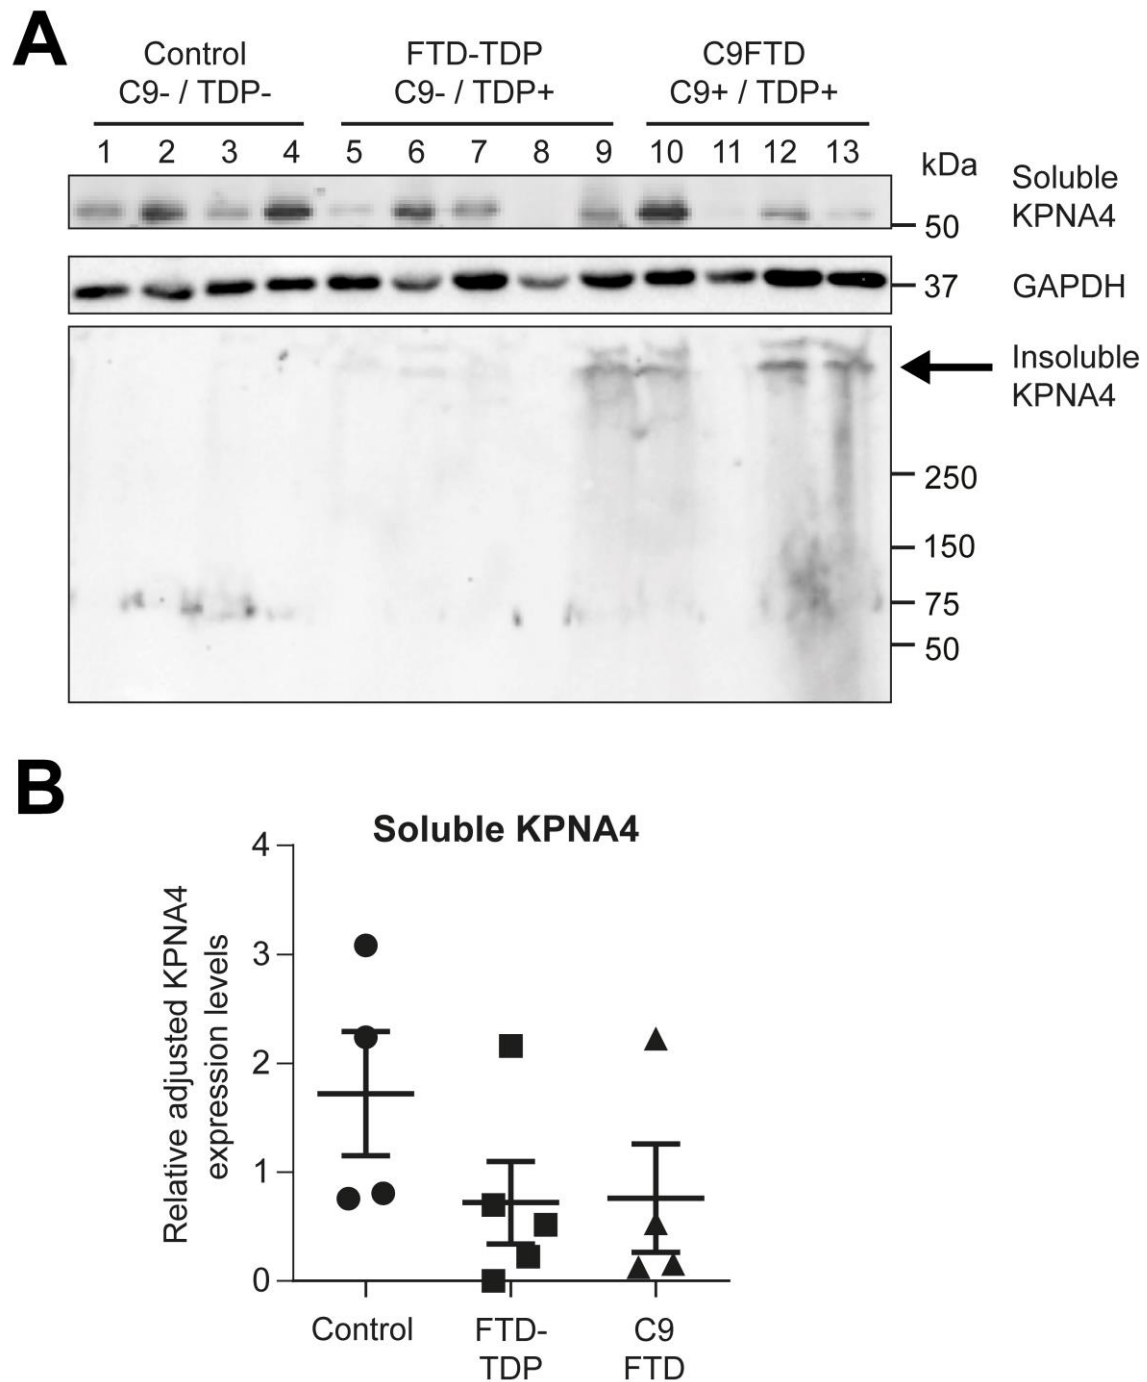 A
Control
C9- / TDP-
FTD-TDP
C9- / TDP+
C9FTD
C9+ / TDP+
1 2 3 4 5 6 7 8 9 10 11 12 13
kDa
Soluble
KPNA4
50
37
GAPDH
Insoluble
KPNA4
250
150
75
50
B
Soluble KPNA4
Relative adjusted KPNA4
expression levels
4
3
2
1
0
Control
FTD-
TDP
C9
FTD